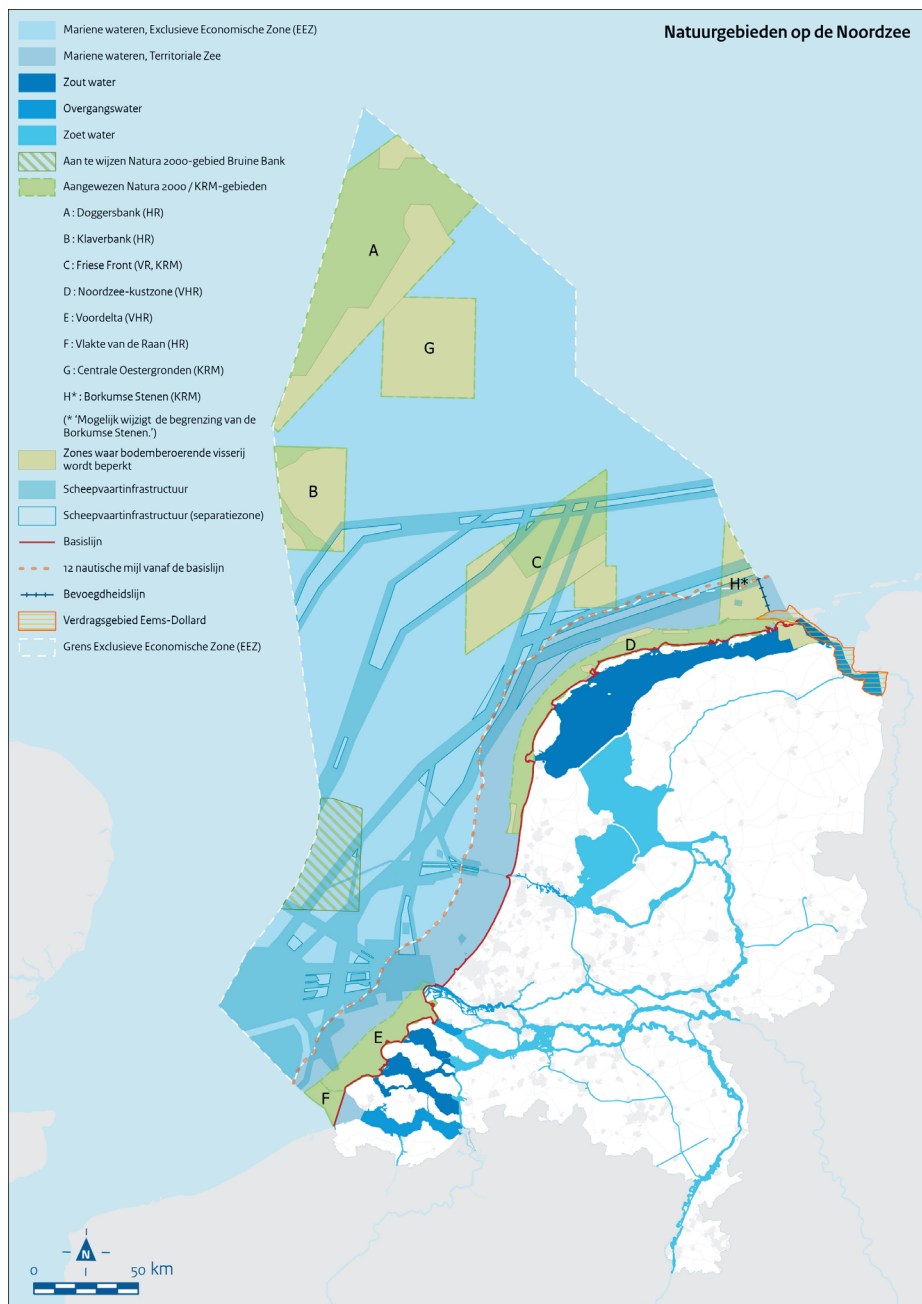 Natuurgebieden op de Noordzee
Mariene wateren, Exclusieve Economische Zone (EEZ)
Mariene wateren, Territoriale Zee
Zout water
Overgangswater
Zoet water
Aan te wijzen Natura 2000-gebied Bruine Bank
Aangewezen Natura 2000 / KRM-gebieden
A : Doggersbank (HR)
B : Klaverbank (HR)
C : Friese Front (VR, KRM)
D : Noordzee-kustzone (VHR)
E : Voordelta (VHR)
F : Vlakte van de Raan (HR)
G : Centrale Oestergronden (KRM)
H* : Borkumse Stenen (KRM)
(* ‘Mogelijk wijzigt de begrenzing van de
Borkumse Stenen.’)
Zones waar bodemberoerende visserij
wordt beperkt
Scheepvaartinfrastructuur
Scheepvaartinfrastructuur (separatiezone)
Basislijn
12 nautische mijl vanaf de basislijn
Bevoegdheidslijn
Verdragsgebied Eems-Dollard
Grens Exclusieve Economische Zone (EEZ)
A
G
B
C
H*
D
E
F
N
0 50 km